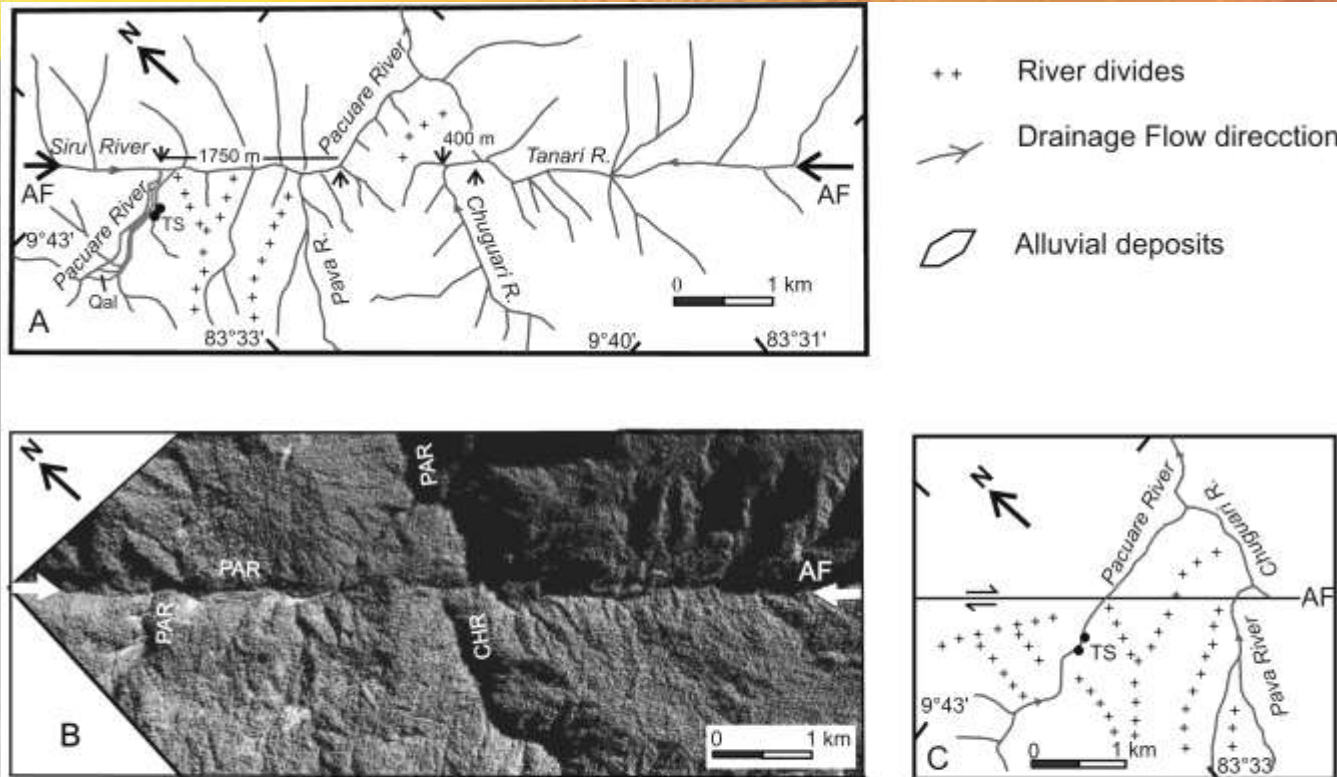 N
Siru River
1750 m
Pacuare River
400 m
Tanarí R.
AF
AF
Pacuare River
TS
9°43'
Qal
Pava R.
Chuguari R.
0 1 km
A
83°33'
9°40'
83°31'
++ River divides
Drainage Flow direcction
Alluvial deposits
N
PAR
PAR
AF
PAR
CHR
B
0 1 km
N
Pacuare River
Chuguari R.
AF
TS
Pava River
9°43'
0 1 km
C
83°33